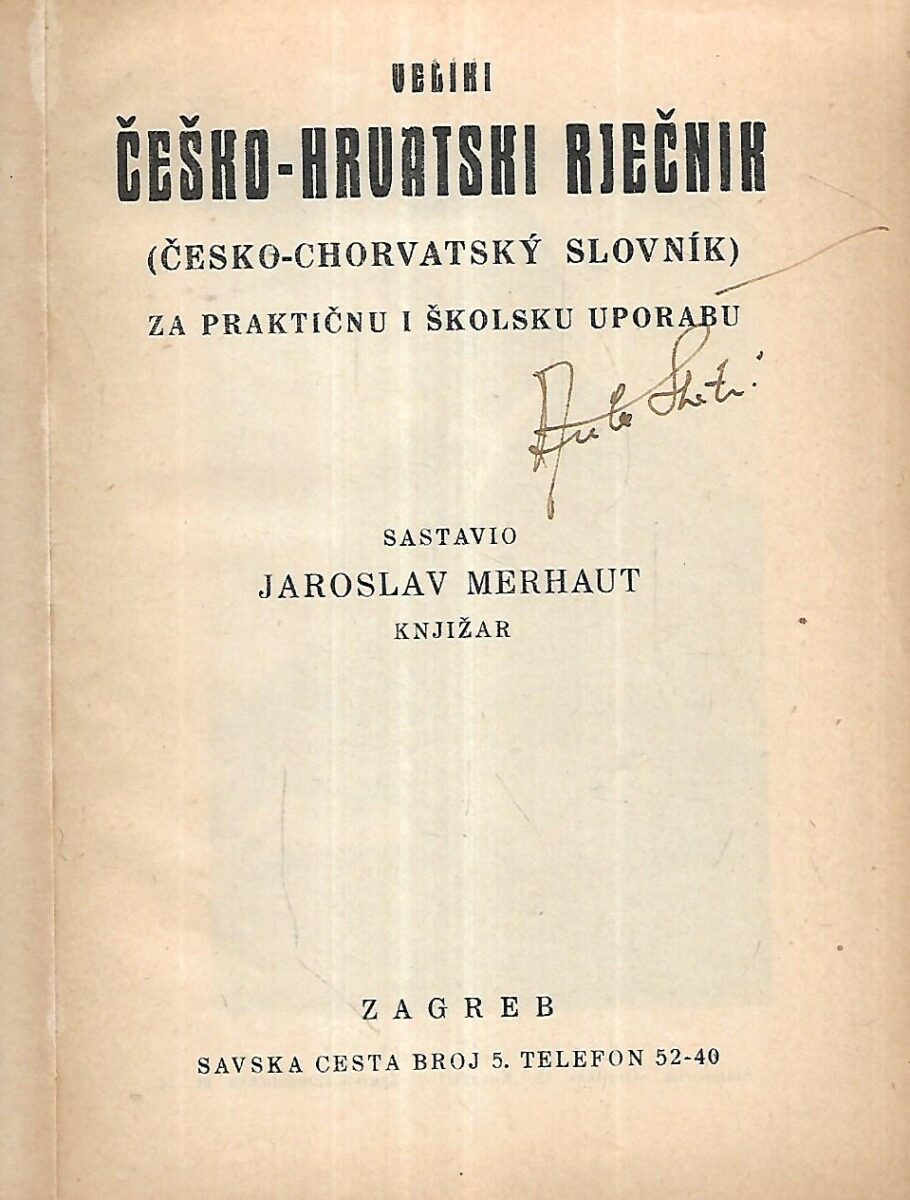 VELIKI
ČEŠKO-HRVATSKI RJEČNIK
(ČESKO-CHORVATSKÝ SLOVNÍK)
ZA PRAKTIČNU I ŠKOLSKU UPORABU
SASTAVIO
JAROSLAV MERHAUT
KNJIŽAR
ZAGREB
SAVSKA CESTA BROJ 5. TELEFON 52-40